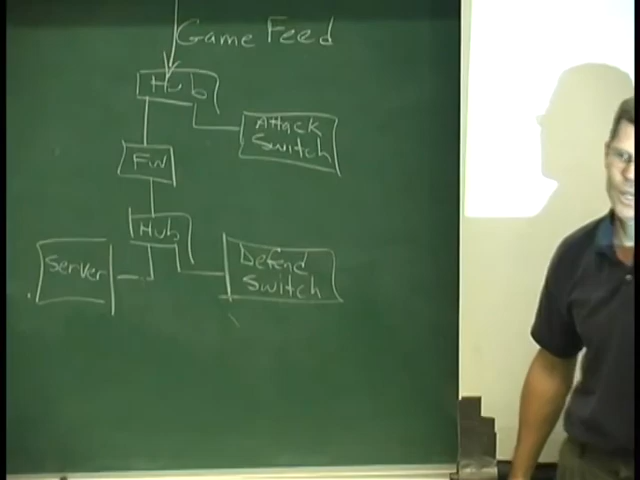 Game Feed
Hub
Attack
Switch
FW
Hub
Server
Defend
Switch